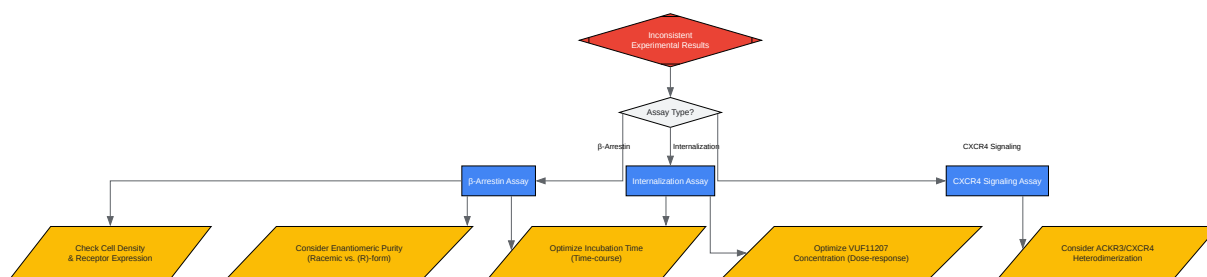 Inconsistent
Experimental Results
Assay Type?
β-Arrestin
Internalization
CXCR4 Signaling
β-Arrestin Assay
Internalization Assay
CXCR4 Signaling Assay
Check Cell Density
& Receptor Expression
Consider Enantiomeric Purity
(Racemic vs. (R)-form)
Optimize Incubation Time
(Time-course)
Optimize VUF11207
Concentration (Dose-response)
Consider ACKR3/CXCR4
Heterodimerization